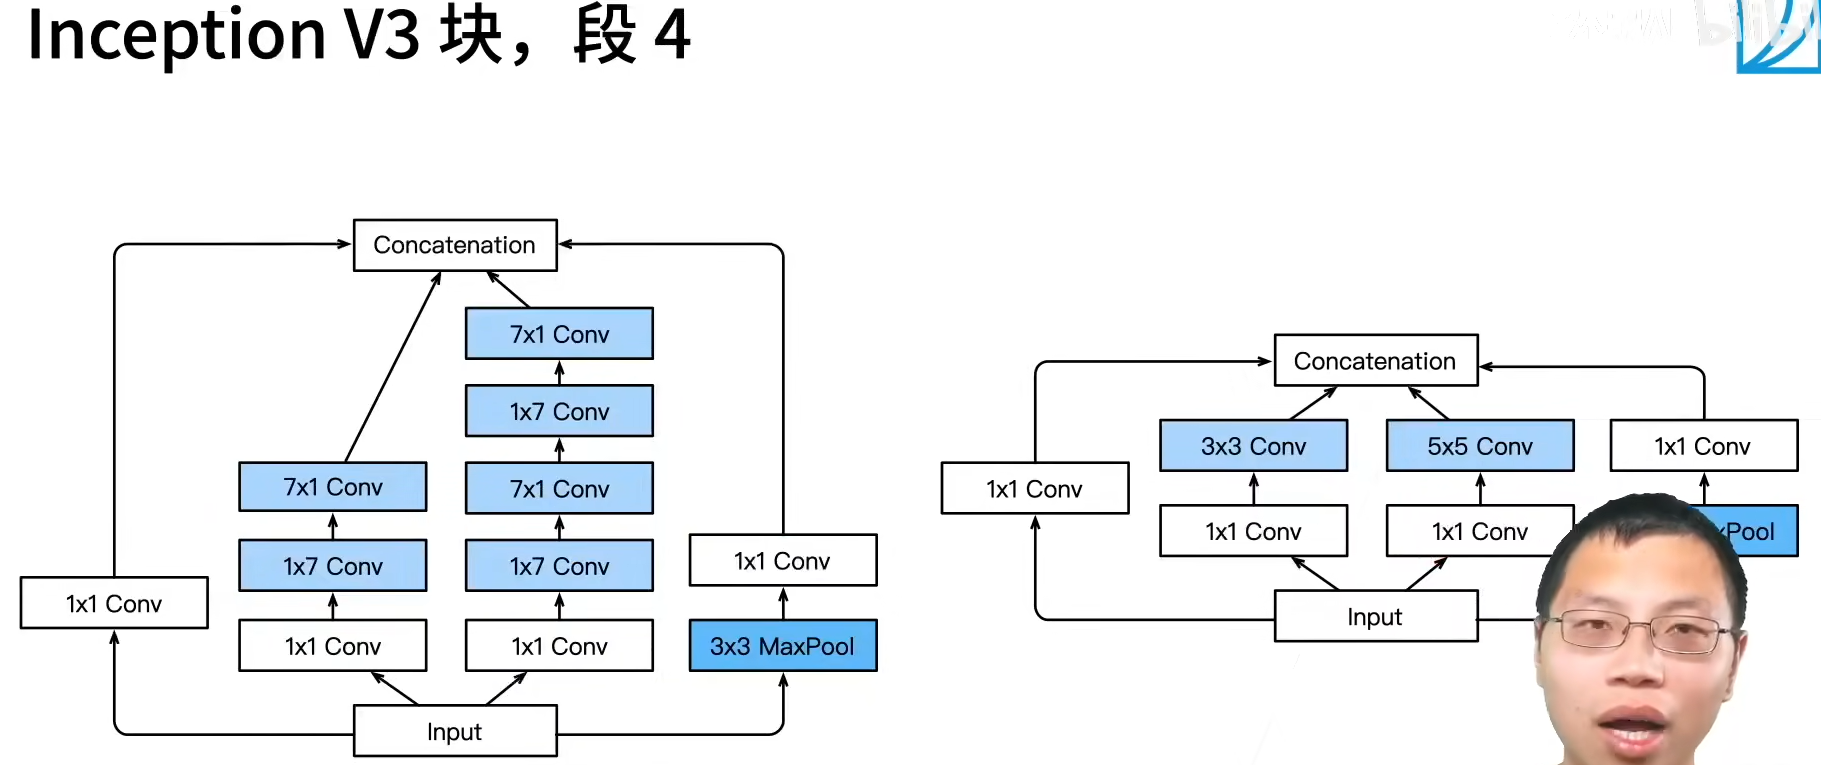 Inception V3 块，段 4
Concatenation
7x1 Conv
1x7 Conv
7x1 Conv
7x1 Conv
1x7 Conv
1x7 Conv
1x1 Conv
1x1 Conv
1x1 Conv
1x1 Conv
3x3 MaxPool
Input
Concatenation
3x3 Conv
5x5 Conv
1x1 Conv
1x1 Conv
1x1 Conv
1x1 Conv
Pool
Input